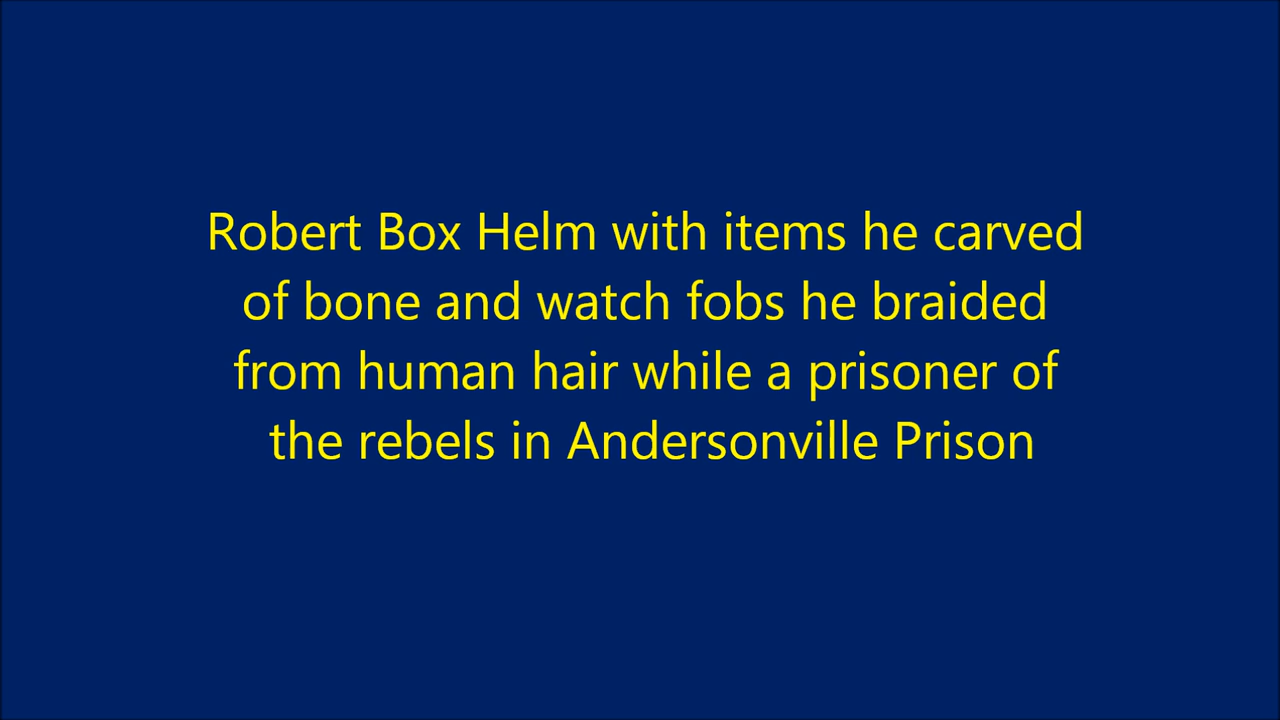 Robert Box Helm with items he carved
of bone and watch fobs he braided
from human hair while a prisoner of
the rebels in Andersonville Prison